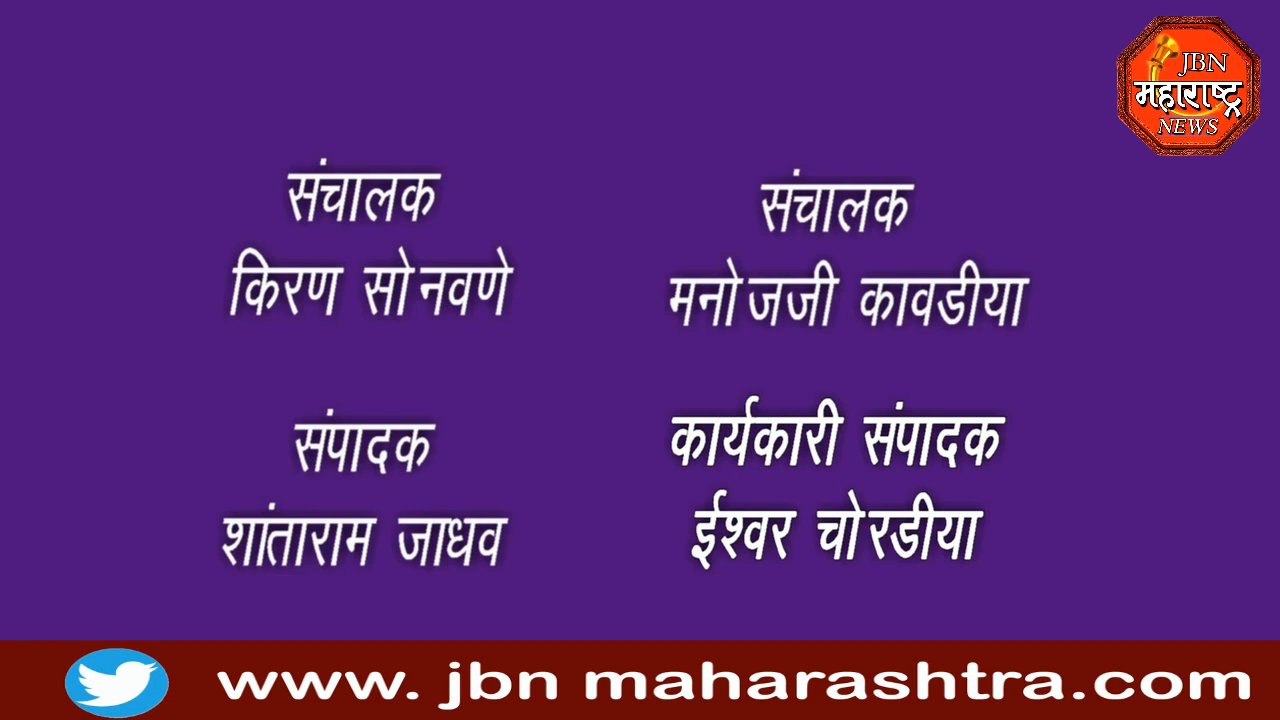 JBN
महाराष्ट्र
NEWS
संचालक
किरण सोनवणे
संचालक
मनोजजी कावडीया
संपादक
शांताराम जाधव
कार्यकारी संपादक
ईश्वर चोरडीया
www. jbn maharashtra.com